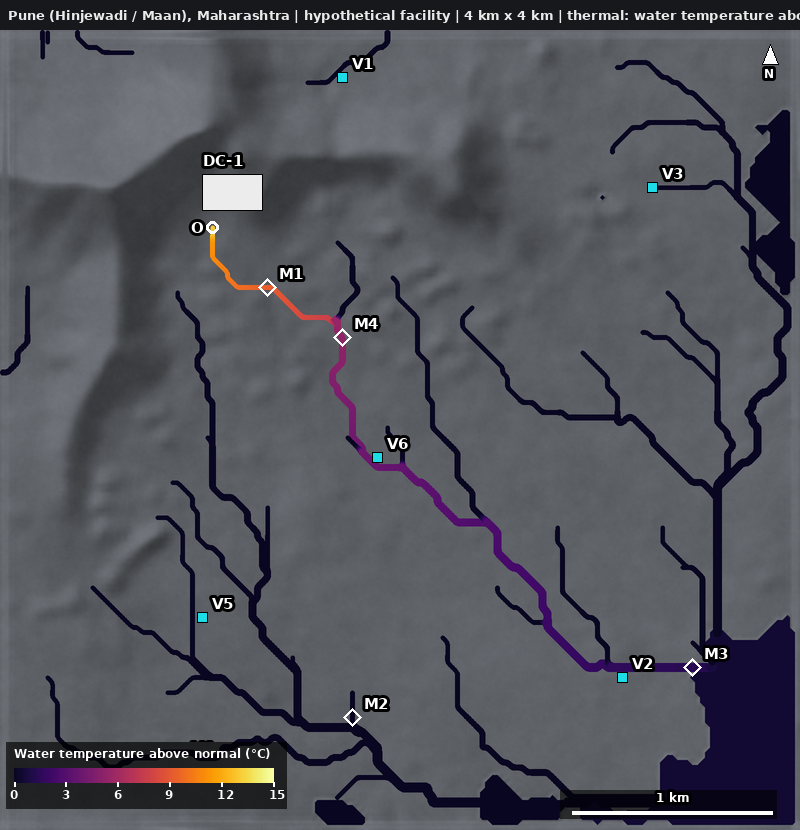 Pune (Hinjewadi / Maan), Maharashtra | hypothetical facility | 4 km x 4 km | thermal: water temperature abo
V1
N
DC-1
V3
O
M1
M4
V6
V5
V2
M3
M2
Water temperature above normal (°C)
0 3 6 9 12 15
1 km